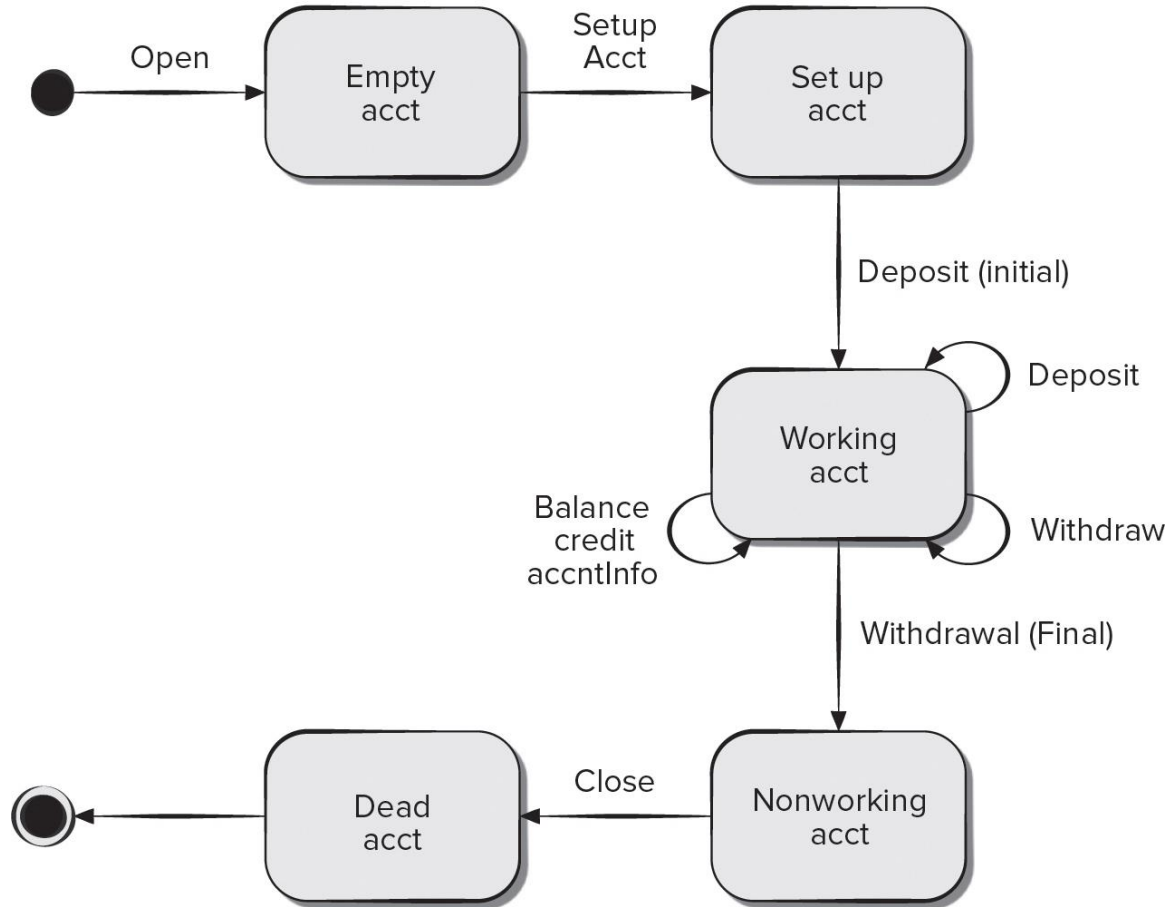 Open
Empty
acct
Setup
Acct
Set up
acct
Deposit (initial)
Deposit
Working
acct
Balance
credit
accntInfo
Withdraw
Withdrawal (Final)
Dead
acct
Close
Nonworking
acct